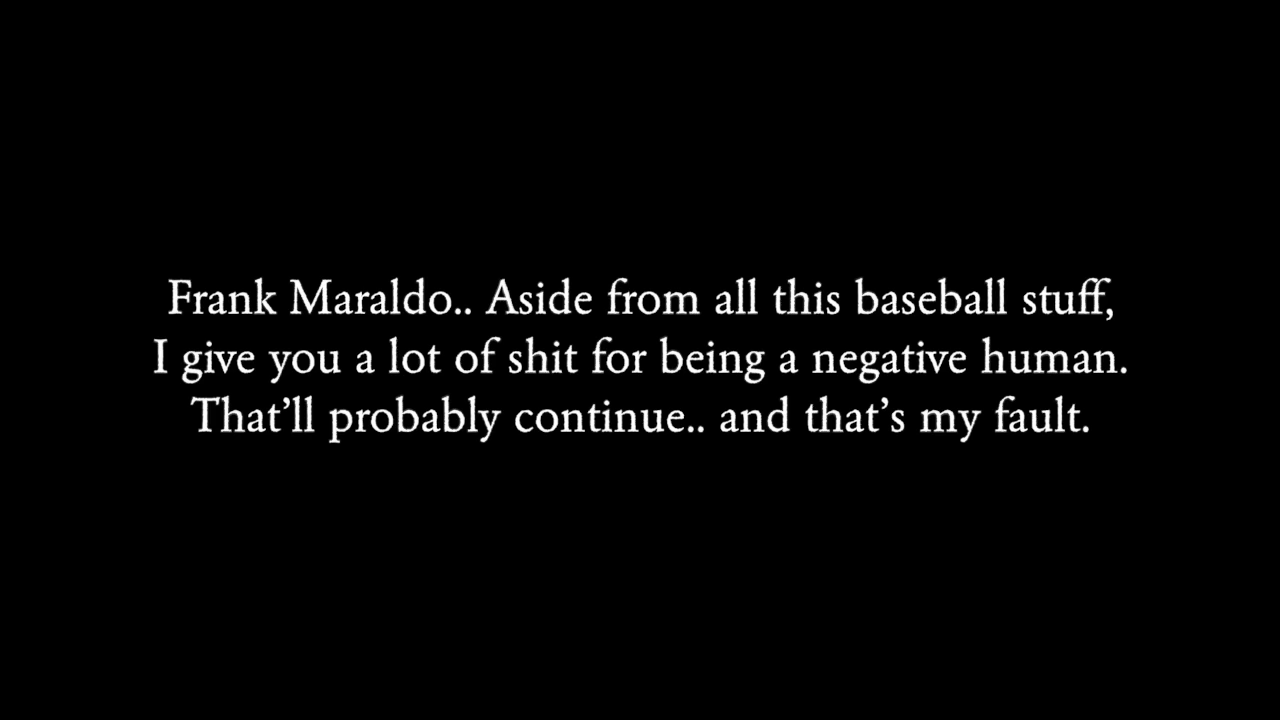 Frank Maraldo.. Aside from all this baseball stuff,
I give you a lot of shit for being a negative human.
That’ll probably continue.. and that’s my fault.